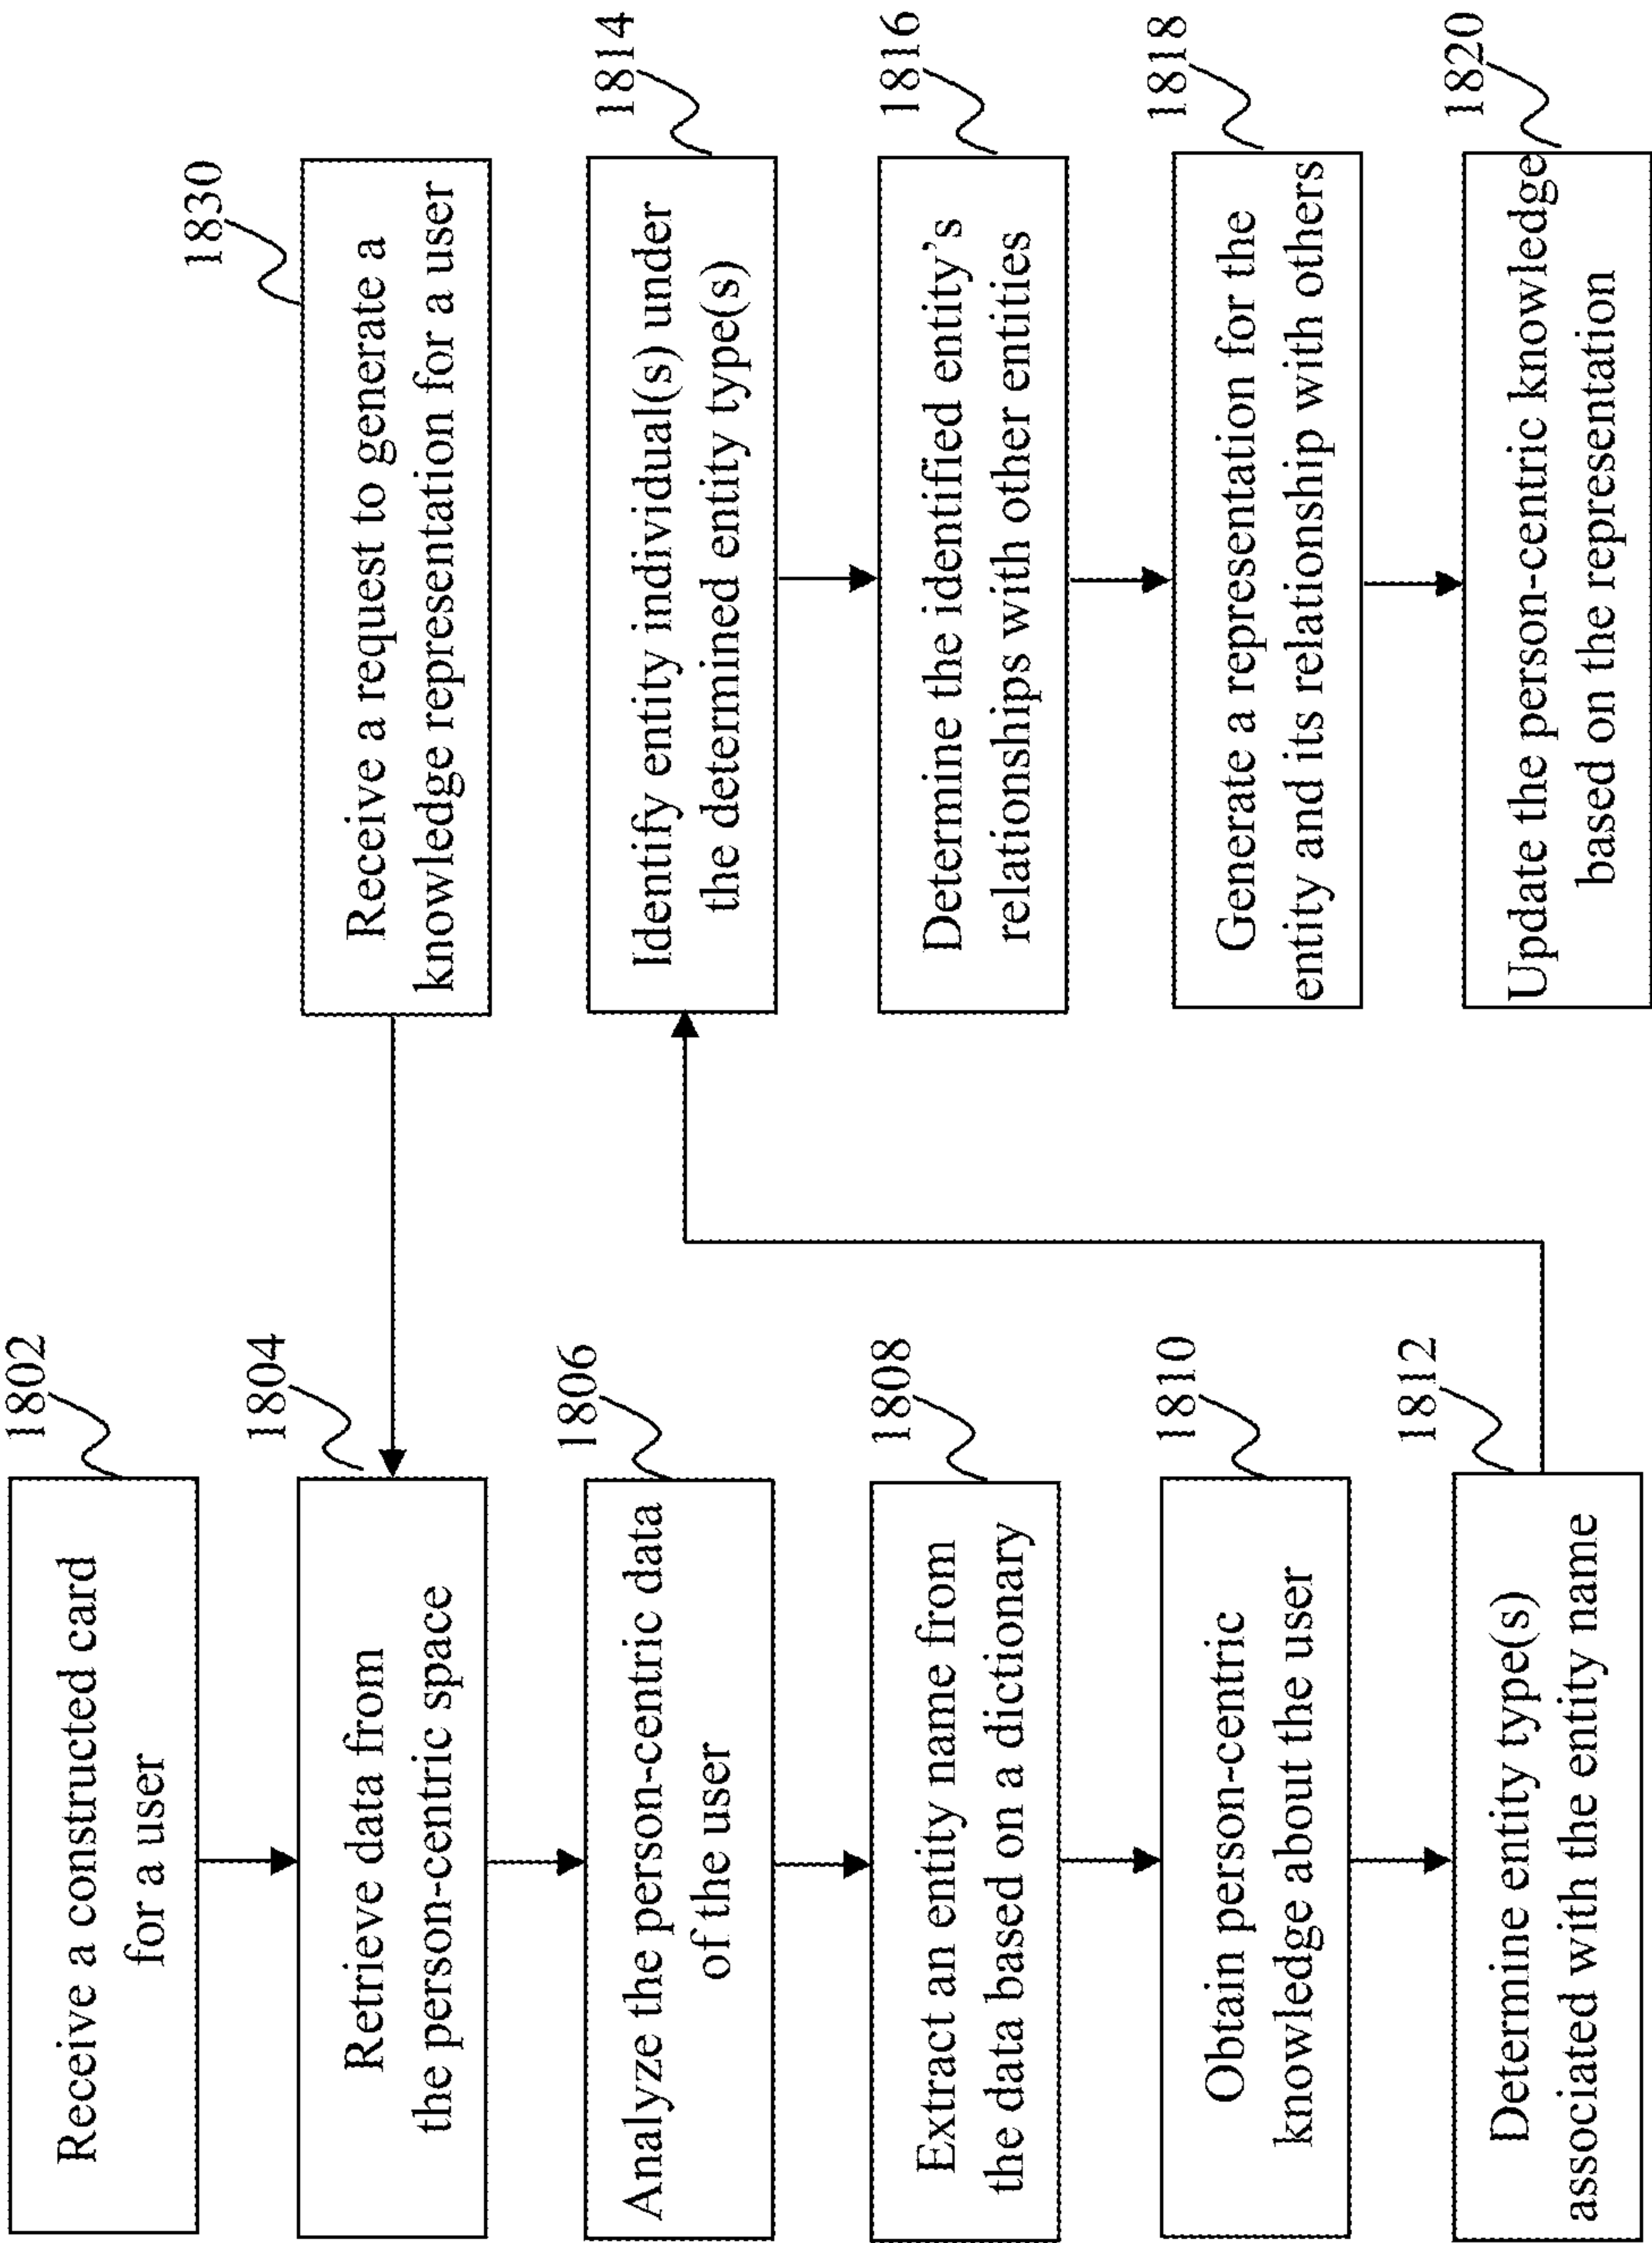 1802
Receive a constructed card
for a user
1804
Retrieve data from
the person-centric space
1806
Analyze the person-centric data
of the user
1808
Extract an entity name from
the data based on a dictionary
1810
Obtain person-centric
knowledge about the user
1812
Determine entity type(s)
associated with the entity name
1830
Receive a request to generate a
knowledge representation for a user
1814
Identify entity individual(s) under
the determined entity type(s)
1816
Determine the identified entity’s
relationships with other entities
1818
Generate a representation for the
entity and its relationship with others
1820
Update the person-centric knowledge
based on the representation